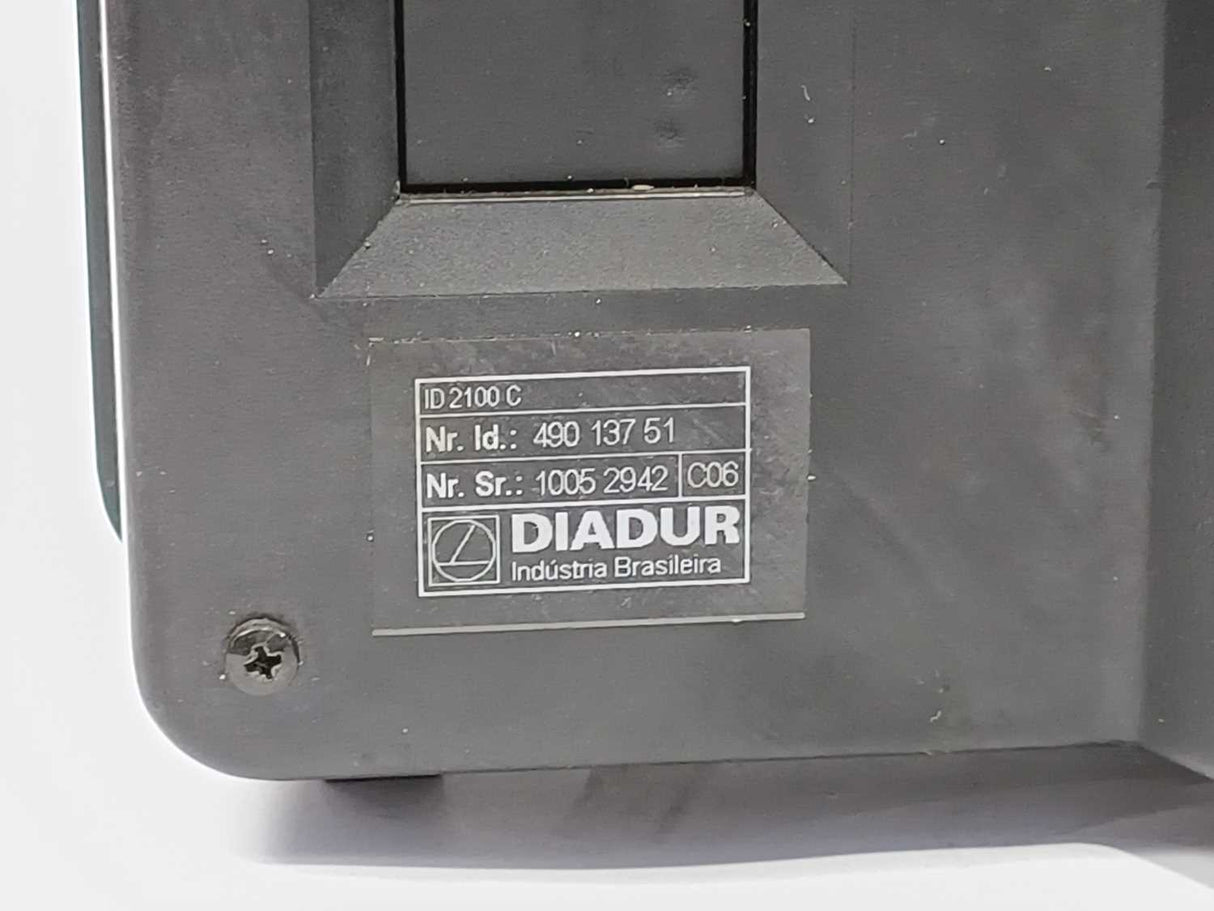 ID 2100 C
Nr. Id.: 490 137 51
Nr. Sr.: 1005 2942 C06
DIADUR
Indústria Brasileira